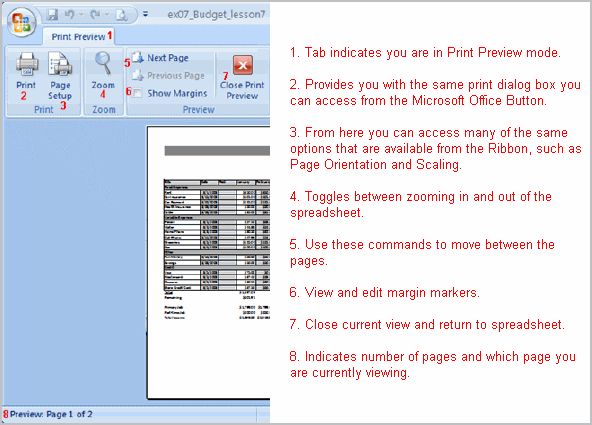 ex07_Budget_lesson7
Print Preview 1
Print
2
Page
Setup
3
Print
Zoom
4
Zoom
5 Next Page
Previous Page
6 Show Margins
Preview
7
Close Print
Preview
8 Preview: Page 1 of 2
1. Tab indicates you are in Print Preview mode.
2. Provides you with the same print dialog box you
can access from the Microsoft Office Button.
3. From here you can access many of the same
options that are available from the Ribbon, such as
Page Orientation and Scaling.
4. Toggles between zooming in and out of the
spreadsheet.
5. Use these commands to move between the
pages.
6. View and edit margin markers.
7. Close current view and return to spreadsheet.
8. Indicates number of pages and which page you
are currently viewing.